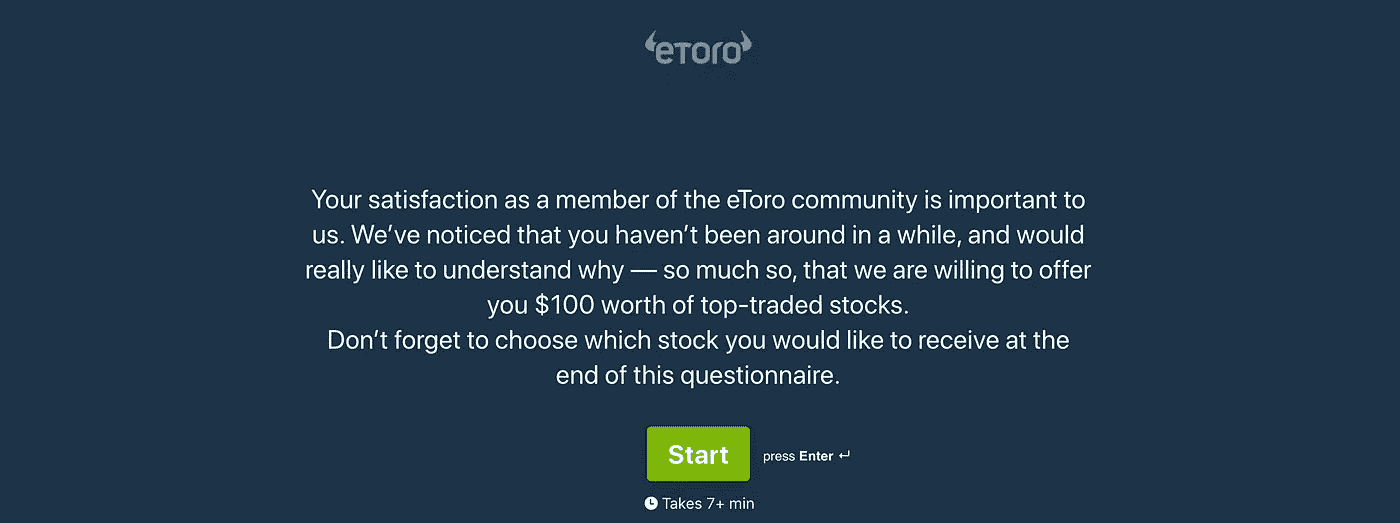 eToro
Your satisfaction as a member of the eToro community is important to
us. We’ve noticed that you haven’t been around in a while, and would
really like to understand why — so much so, that we are willing to offer
you $100 worth of top-traded stocks.
Don’t forget to choose which stock you would like to receive at the
end of this questionnaire.
Start press Enter ↵
Takes 7+ min